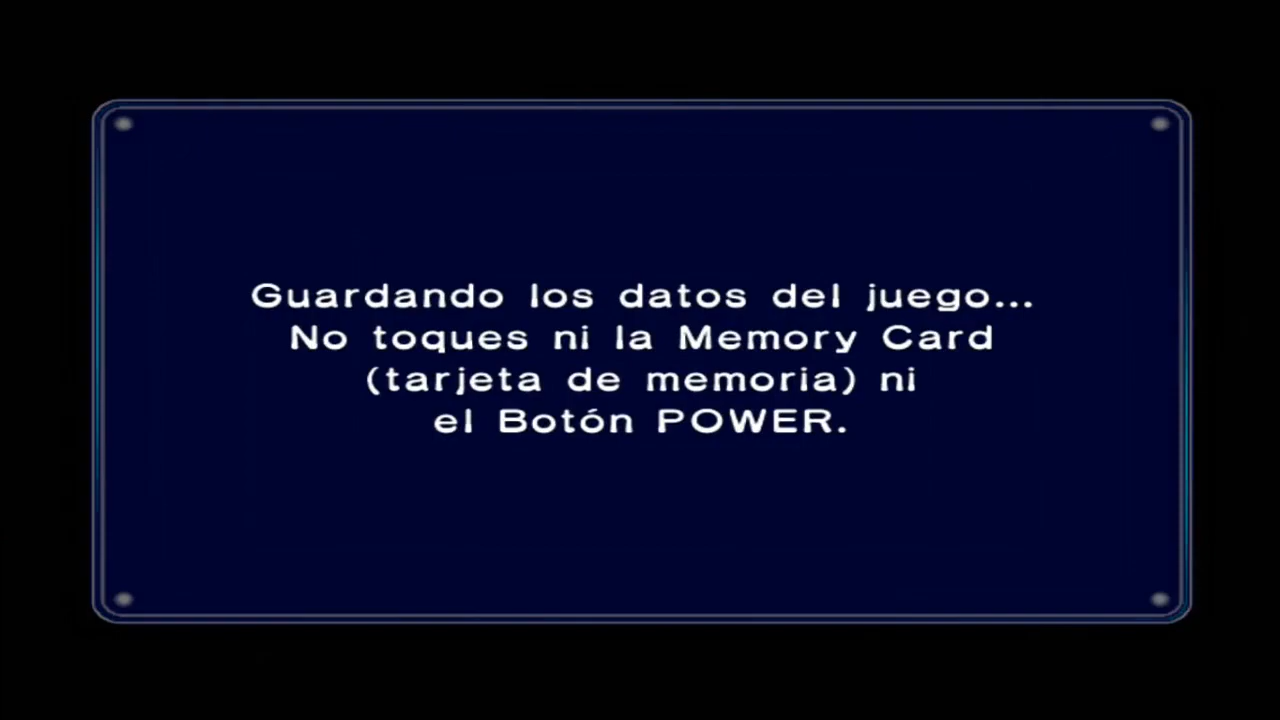 Guardando los datos del juego...
No toques ni la Memory Card
(tarjeta de memoria) ni
el Botón POWER.